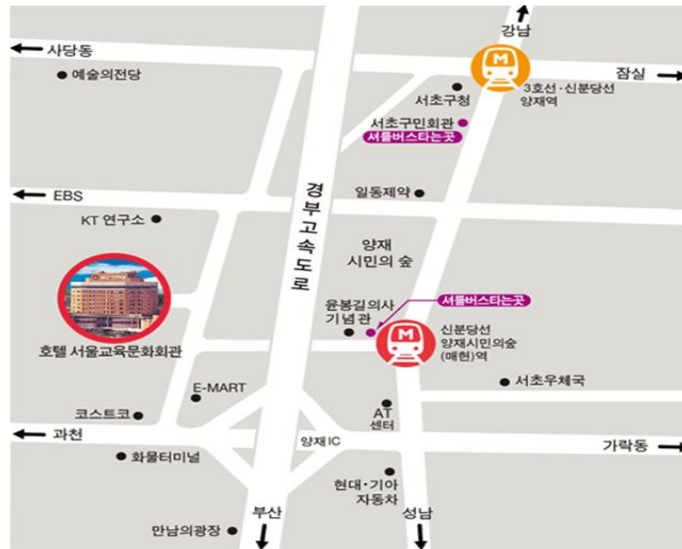 강남
사당동
예술의전당
잠실
3호선·신분당선
양재역
서초구청
서초구민회관
셔틀버스타는곳
EBS
일동제약
KT 연구소
경부고속도로
양재
시민의 숲
셔틀버스타는곳
윤봉길의사
기념관
신분당선
양재시민의숲
(매헌)역
호텔 서울교육문화회관
E-MART
서초우체국
코스트코
AT
센터
과천
양재IC
가락동
화물터미널
현대·기아
자동차
부산
성남
만남의광장